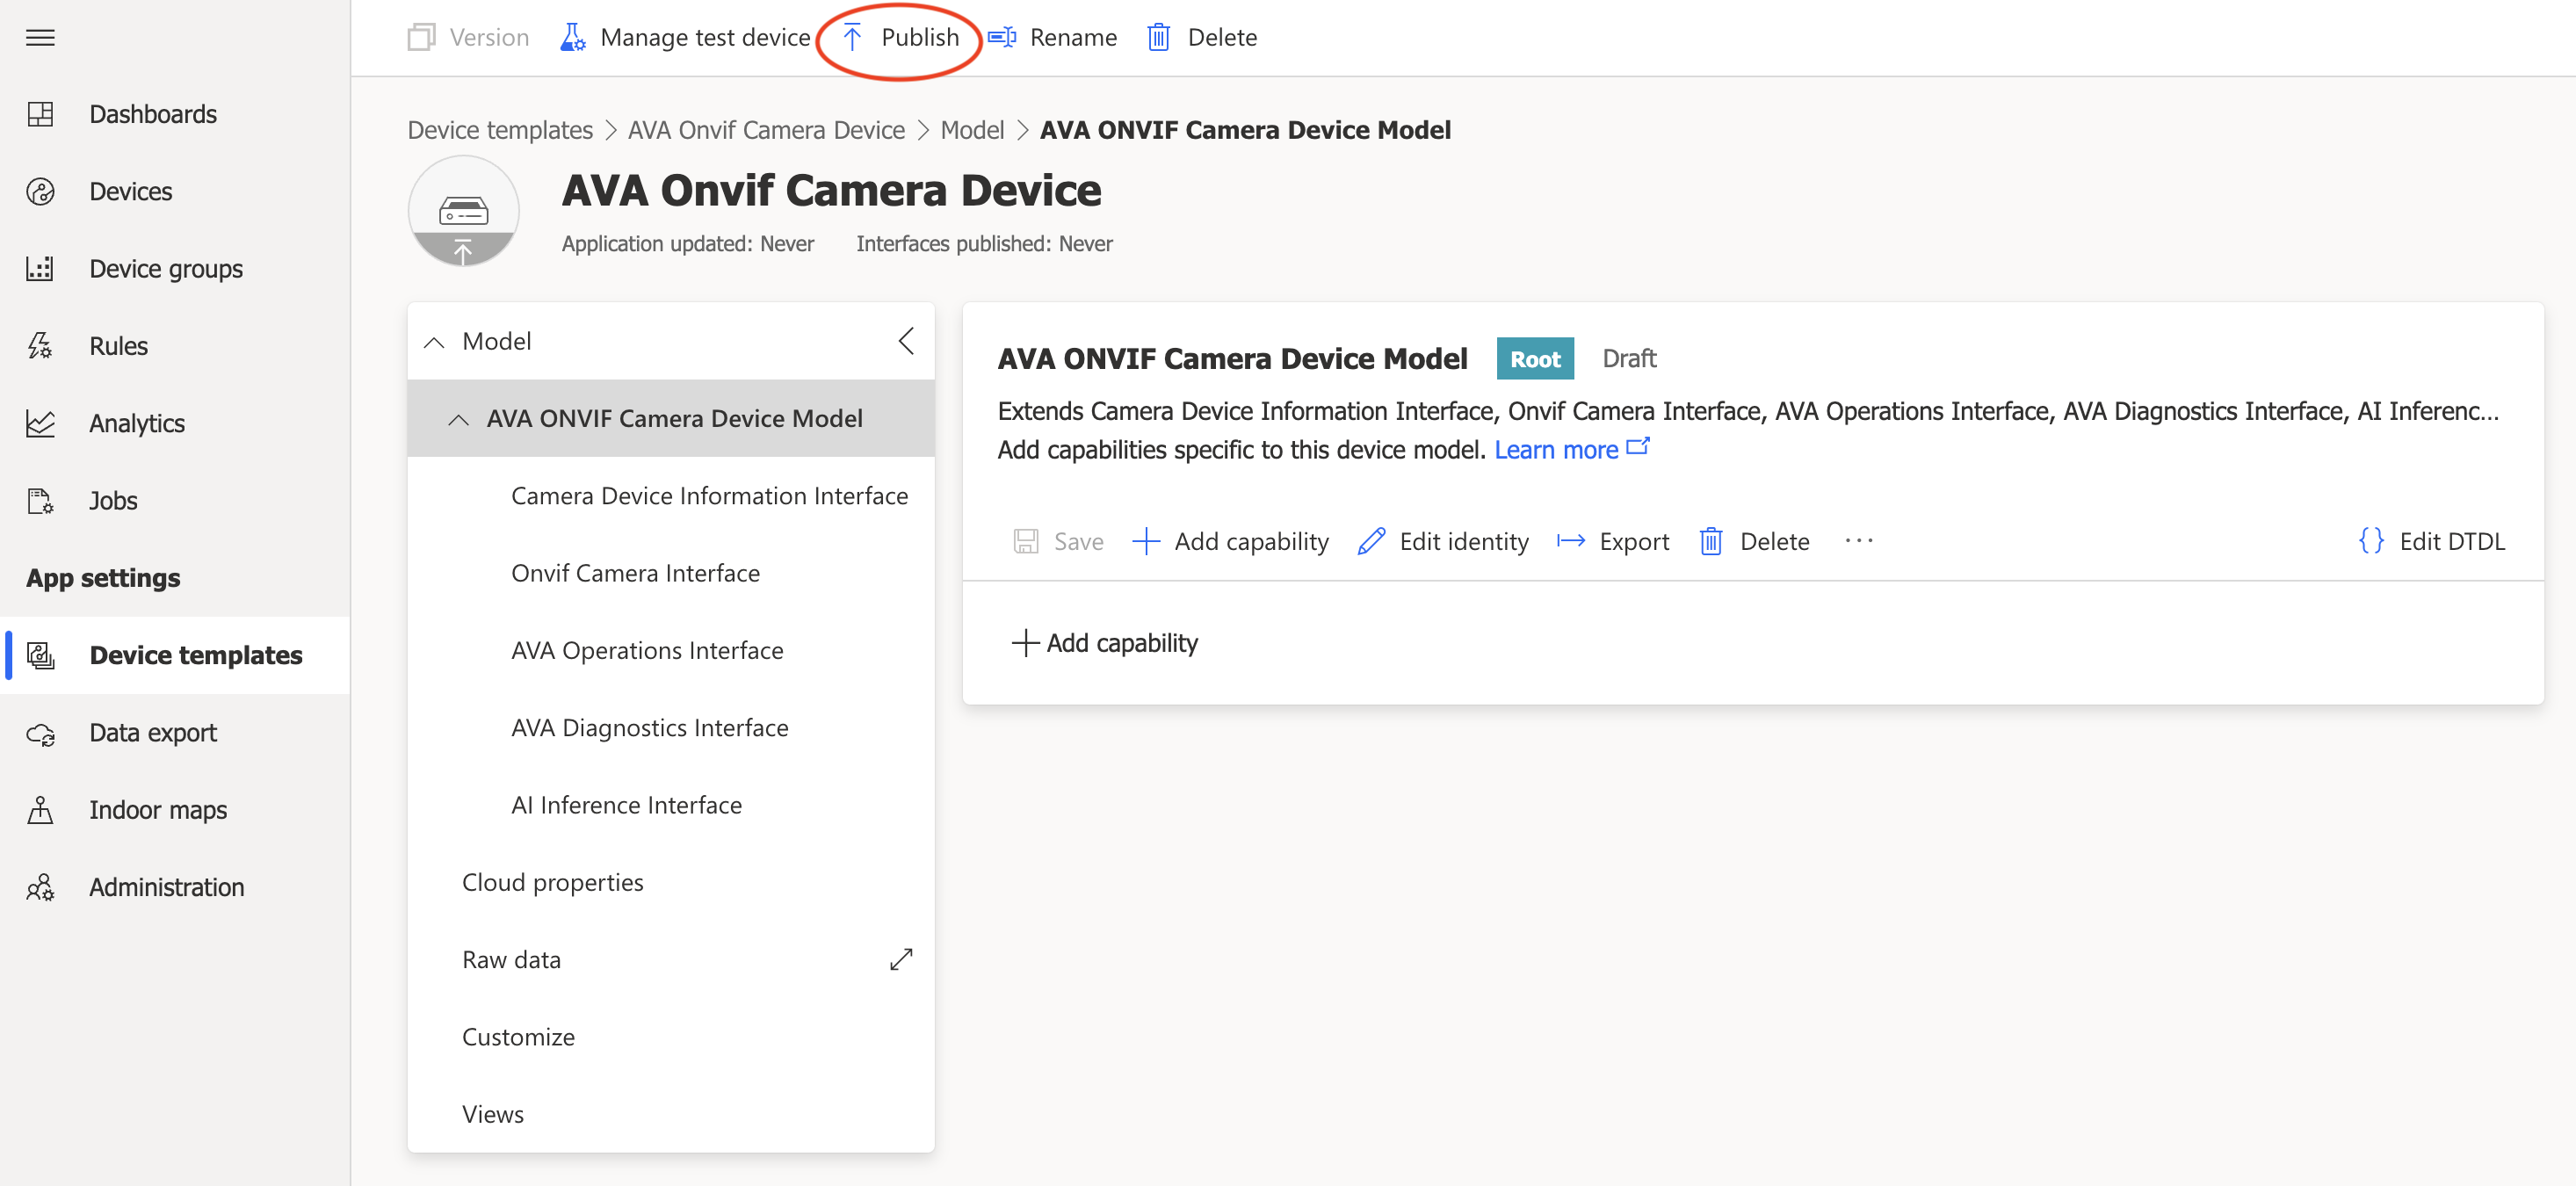 Version Manage test device Publish Rename Delete
Dashboards
Devices
Device groups
Rules
Analytics
Jobs
App settings
Device templates
Data export
Indoor maps
Administration
Device templates > AVA Onvif Camera Device > Model > AVA ONVIF Camera Device Model
AVA Onvif Camera Device
Application updated: Never Interfaces published: Never
Model
AVA ONVIF Camera Device Model
Camera Device Information Interface
Onvif Camera Interface
AVA Operations Interface
AVA Diagnostics Interface
AI Inference Interface
Cloud properties
Raw data
Customize
Views
AVA ONVIF Camera Device Model Root Draft
Extends Camera Device Information Interface, Onvif Camera Interface, AVA Operations Interface, AVA Diagnostics Interface, AI Inferenc...
Add capabilities specific to this device model. Learn more
Save Add capability Edit identity Export Delete ... {} Edit DTDL
Add capability